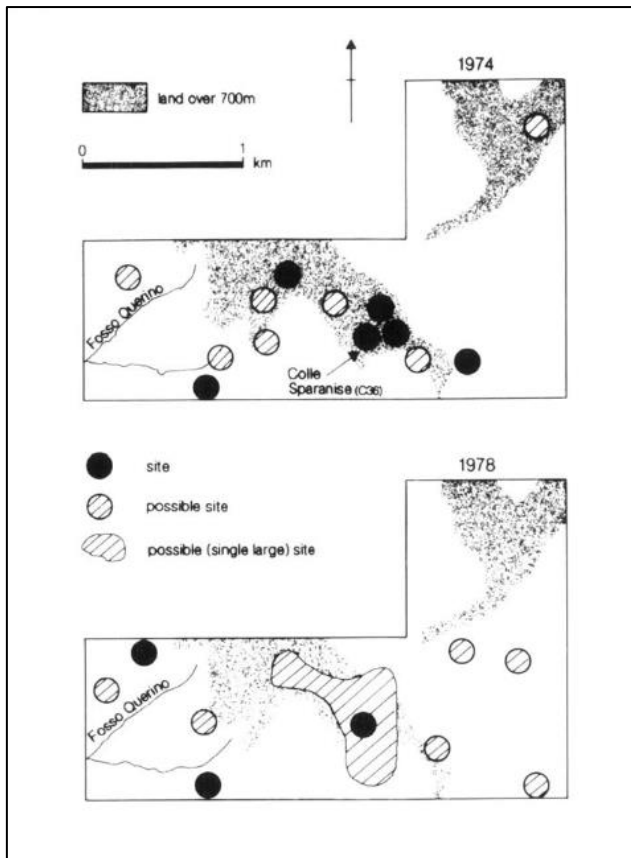 1974
land over 700m
0 1
km
Fosso Querino
Colle
Sparanise (C36)
site
1978
possible site
possible (single large) site
Fosso Querino